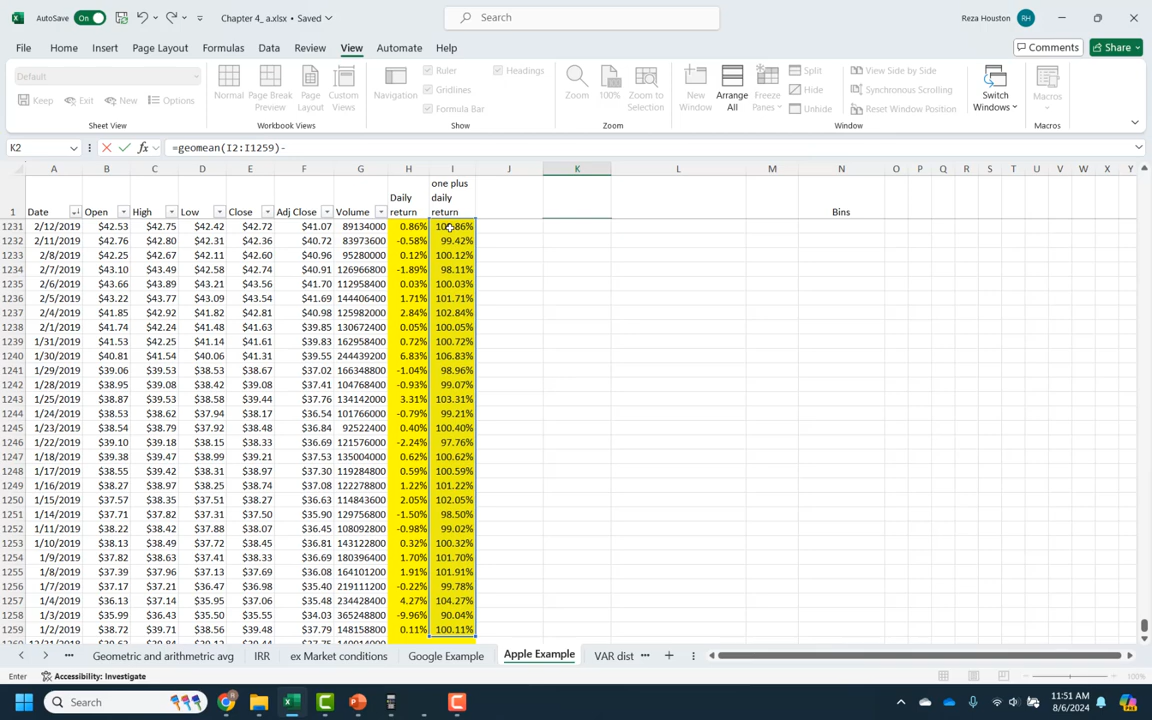 AutoSave On Chapter 4_ a.xlsx • Saved Search Reza Houston RH
File Home Insert Page Layout Formulas Data Review View Automate Help Comments Share
Default
Keep Exit New Options
Sheet View
Normal Page Break Preview Page Layout Custom Views
Workbook Views
Navigation
Ruler Headings
Gridlines
Formula Bar
Show
Zoom 100% Zoom to Selection
Zoom
New Window Arrange All Freeze Panes
Split
Hide
Unhide
View Side by Side
Synchronous Scrolling
Reset Window Position
Window
Switch Windows
Macros
Macros
K2 fx =geomean(I2:I1259)-
A B C D E F G H I J K L M N O P Q R S T U V W X Y
1 Date Open High Low Close Adj Close Volume Daily return one plus daily return Bins
1231 2/12/2019 $42.53 $42.75 $42.42 $42.72 $41.07 89134000 0.86% 100.86%
1232 2/11/2019 $42.76 $42.80 $42.31 $42.36 $40.72 83973600 -0.58% 99.42%
1233 2/8/2019 $42.25 $42.67 $42.11 $42.60 $40.96 95280000 0.12% 100.12%
1234 2/7/2019 $43.10 $43.49 $42.58 $42.74 $40.91 126966800 -1.89% 98.11%
1235 2/6/2019 $43.66 $43.89 $43.21 $43.56 $41.70 112958400 0.03% 100.03%
1236 2/5/2019 $43.22 $43.77 $43.09 $43.54 $41.69 144406400 1.71% 101.71%
1237 2/4/2019 $41.85 $42.92 $41.82 $42.81 $40.98 125982000 2.84% 102.84%
1238 2/1/2019 $41.74 $42.24 $41.48 $41.63 $39.85 130672400 0.05% 100.05%
1239 1/31/2019 $41.53 $42.25 $41.14 $41.61 $39.83 162958400 0.72% 100.72%
1240 1/30/2019 $40.81 $41.54 $40.06 $41.31 $39.55 244439200 6.83% 106.83%
1241 1/29/2019 $39.06 $39.53 $38.53 $38.67 $37.02 166348800 -1.04% 98.96%
1242 1/28/2019 $38.95 $39.08 $38.42 $39.08 $37.41 104768400 -0.93% 99.07%
1243 1/25/2019 $38.87 $39.53 $38.58 $39.44 $37.76 134142000 3.31% 103.31%
1244 1/24/2019 $38.53 $38.62 $37.94 $38.17 $36.54 101766000 -0.79% 99.21%
1245 1/23/2019 $38.54 $38.79 $37.92 $38.48 $36.84 92522400 0.40% 100.40%
1246 1/22/2019 $39.10 $39.18 $38.15 $38.33 $36.69 121576000 -2.24% 97.76%
1247 1/18/2019 $39.38 $39.47 $38.99 $39.21 $37.53 135004000 0.62% 100.62%
1248 1/17/2019 $38.55 $39.42 $38.31 $38.97 $37.30 119284800 0.59% 100.59%
1249 1/16/2019 $38.27 $38.97 $38.25 $38.74 $37.08 122278800 1.22% 101.22%
1250 1/15/2019 $37.57 $38.35 $37.51 $38.27 $36.63 114843600 2.05% 102.05%
1251 1/14/2019 $37.71 $37.82 $37.31 $37.50 $35.90 129756800 -1.50% 98.50%
1252 1/11/2019 $38.22 $38.42 $37.88 $38.07 $36.45 108092800 -0.98% 99.02%
1253 1/10/2019 $38.13 $38.49 $37.72 $38.45 $36.81 143122800 0.32% 100.32%
1254 1/9/2019 $37.82 $38.63 $37.41 $38.33 $36.69 180396400 1.70% 101.70%
1255 1/8/2019 $37.39 $37.96 $37.13 $37.69 $36.08 164101200 1.91% 101.91%
1256 1/7/2019 $37.17 $37.21 $36.47 $36.98 $35.40 219111200 -0.22% 99.78%
1257 1/4/2019 $36.13 $37.14 $35.95 $37.06 $35.48 234428400 4.27% 104.27%
1258 1/3/2019 $35.99 $36.43 $35.50 $35.55 $34.03 365248800 -9.96% 90.04%
1259 1/2/2019 $38.72 $39.71 $38.56 $39.48 $37.79 148158800 0.11% 100.11%
Geometric and arithmetric avg IRR ex Market conditions Google Example Apple Example VAR dist
Enter Accessibility: Investigate 100%
Search 11:51 AM
8/6/2024